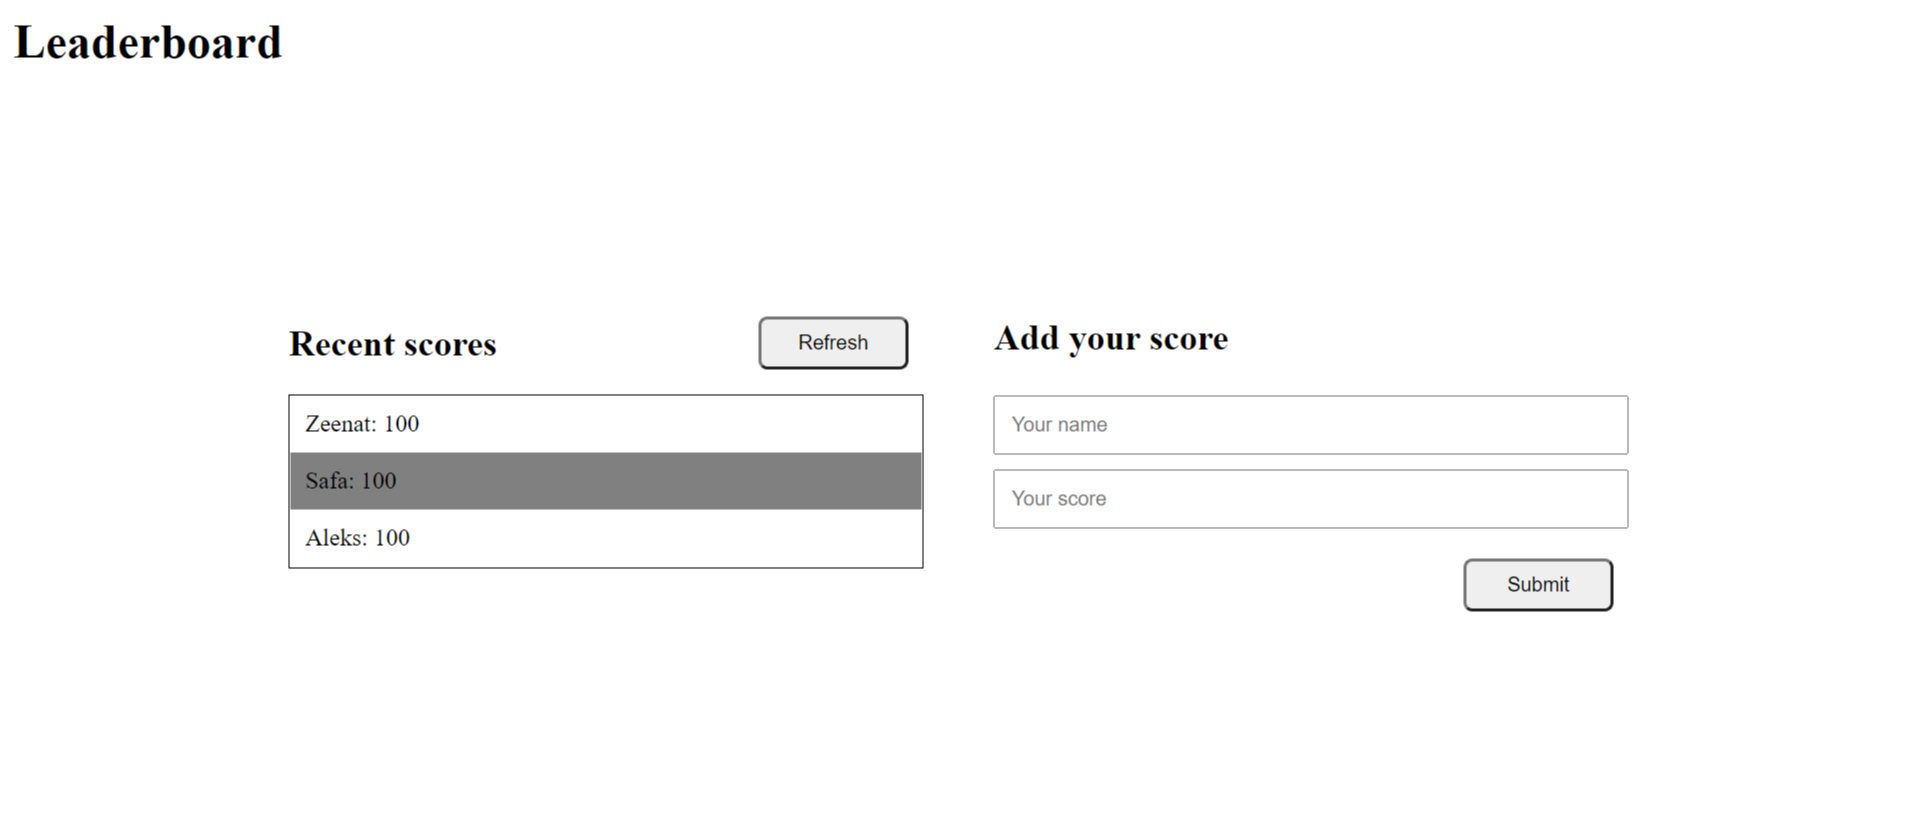 Leaderboard
Recent scores
Refresh
Zeenat: 100
Safa: 100
Aleks: 100
Add your score
Your name
Your score
Submit